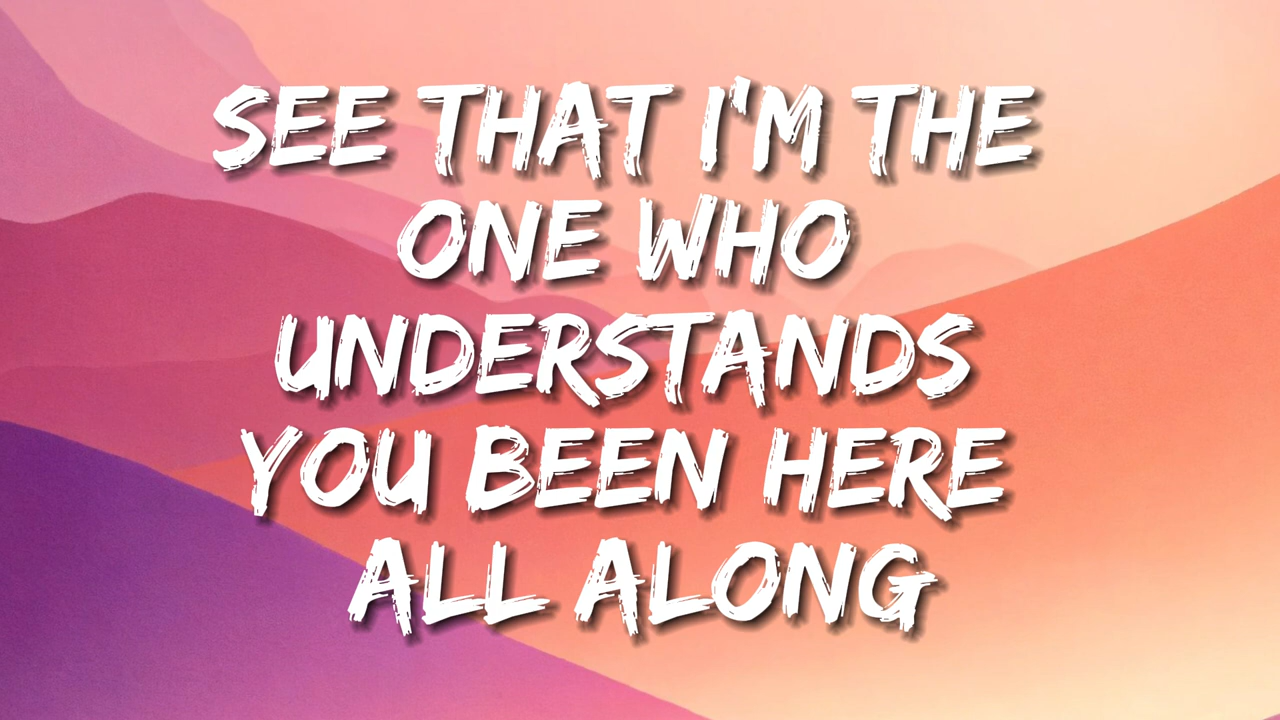 SEE THAT I'M THE
ONE WHO
UNDERSTANDS
YOU BEEN HERE
ALL ALONG